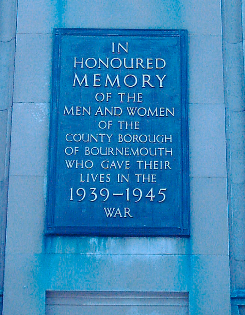 IN
HONOURED
MEMORY
OF THE
MEN AND WOMEN
OF THE
COUNTY BOROUGH
OF BOURNEMOUTH
WHO GAVE THEIR
LIVES IN THE
1939–1945
WAR